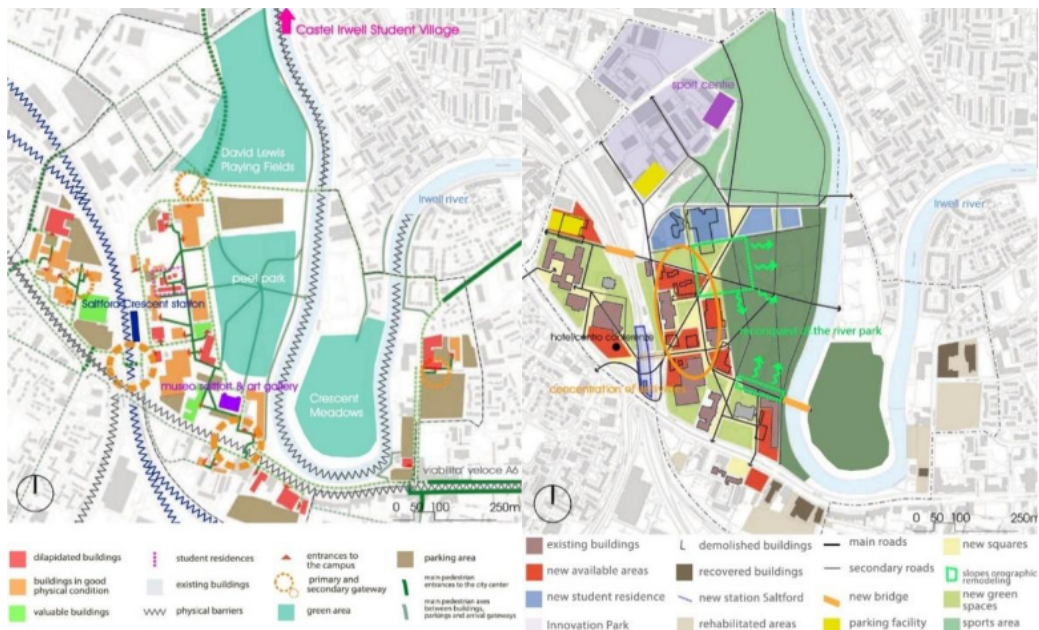 Castel Irwell Student Village
David Lewis
Playing Fields
Irwell river
peel park
Saltford Crescent station
museo saltfort & art gallery
Crescent
Meadows
viabilita' veloce A6
0 50 100 250m
dilapidated buildings
buildings in good
physical condition
valuable buildings
student residences
existing buildings
physical barriers
entrances to
the campus
primary and
secondary gateway
green area
parking area
main pedestrian
entrances to the city center
main pedestrian axes
between buildings,
parkings and arrival gateways
sport centre
Irwell river
reconquest of the river park
hotel centro conferenze
concentration of
0 50 100 250m
existing buildings
new available areas
new student residence
Innovation Park
demolished buildings
recovered buildings
new station Saltford
rehabilitated areas
main roads
secondary roads
new bridge
parking facility
new squares
slopes orographic
remodeling
new green
spaces
sports area